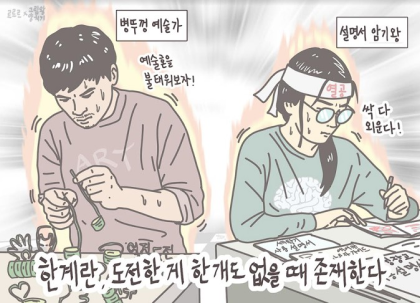 병뚜껑 예술가
예술혼을
불태워보자!
ART
설명서 암기왕
열공
싹 다
외운다!
한계란, 도전한 게 한개도 없을 때 존재한다.